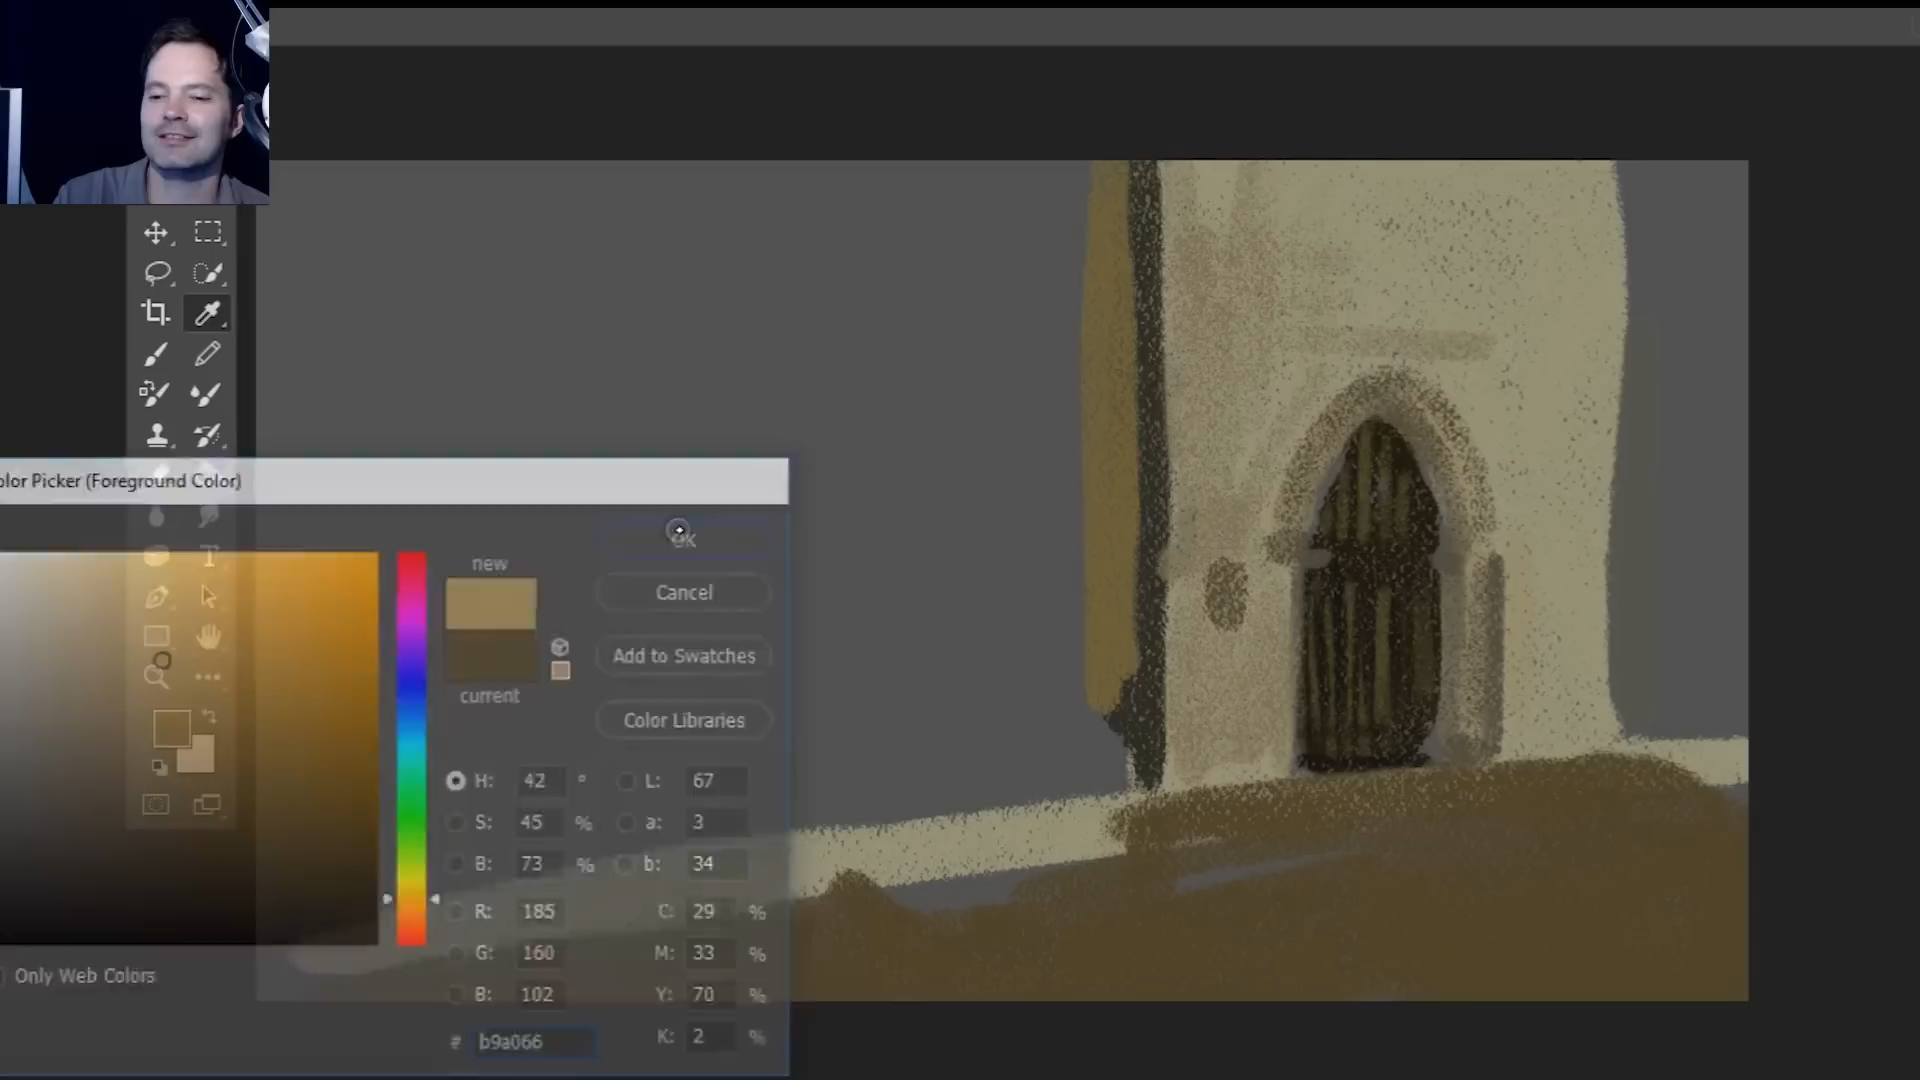 olor Picker (Foreground Color)
new
OK
Cancel
Add to Swatches
current
Color Libraries
H: 42 ° L: 67
S: 45 % a: 3
B: 73 % b: 34
R: 185 C: 29 %
G: 160 M: 33 %
Only Web Colors
B: 102 Y: 70 %
# b9a066 K: 2 %